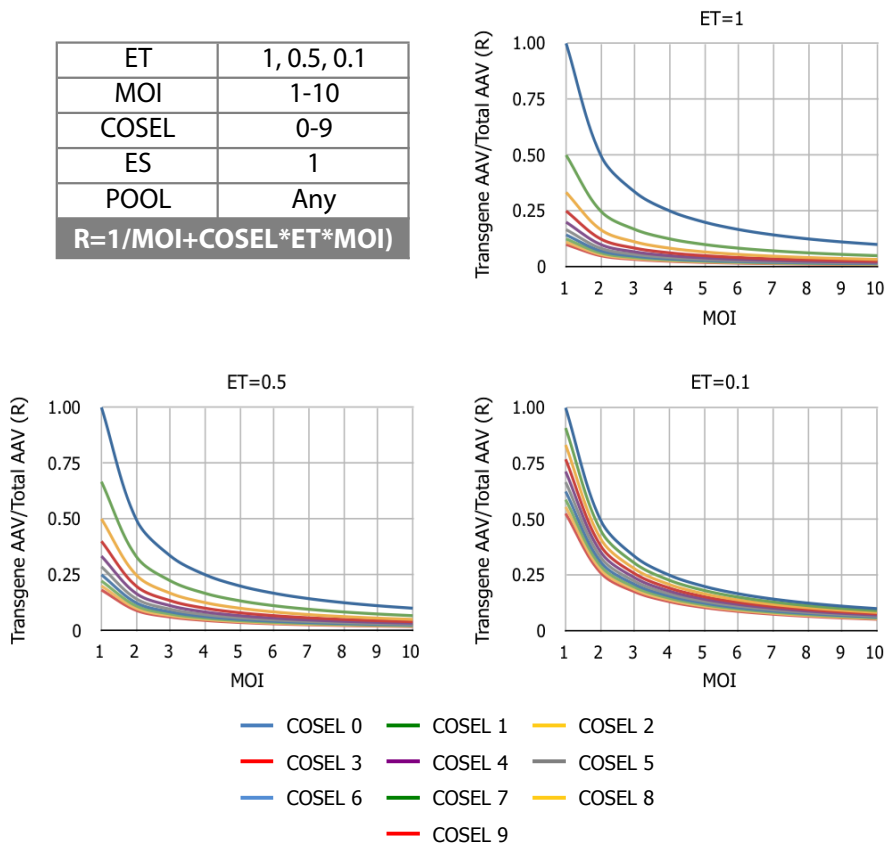 ET 1, 0.5, 0.1
MOI 1-10
COSEL 0-9
ES 1
POOL Any
R=1/MOI+COSEL*ET*MOI)
ET=1
Transgene AAV/Total AAV (R)
1.00
0.75
0.50
0.25
0
1 2 3 4 5 6 7 8 9 10
MOI
ET=0.5
Transgene AAV/Total AAV (R)
1.00
0.75
0.50
0.25
0
1 2 3 4 5 6 7 8 9 10
MOI
ET=0.1
Transgene AAV/Total AAV (R)
1.00
0.75
0.50
0.25
0
1 2 3 4 5 6 7 8 9 10
MOI
COSEL 0 COSEL 1 COSEL 2
COSEL 3 COSEL 4 COSEL 5
COSEL 6 COSEL 7 COSEL 8
COSEL 9